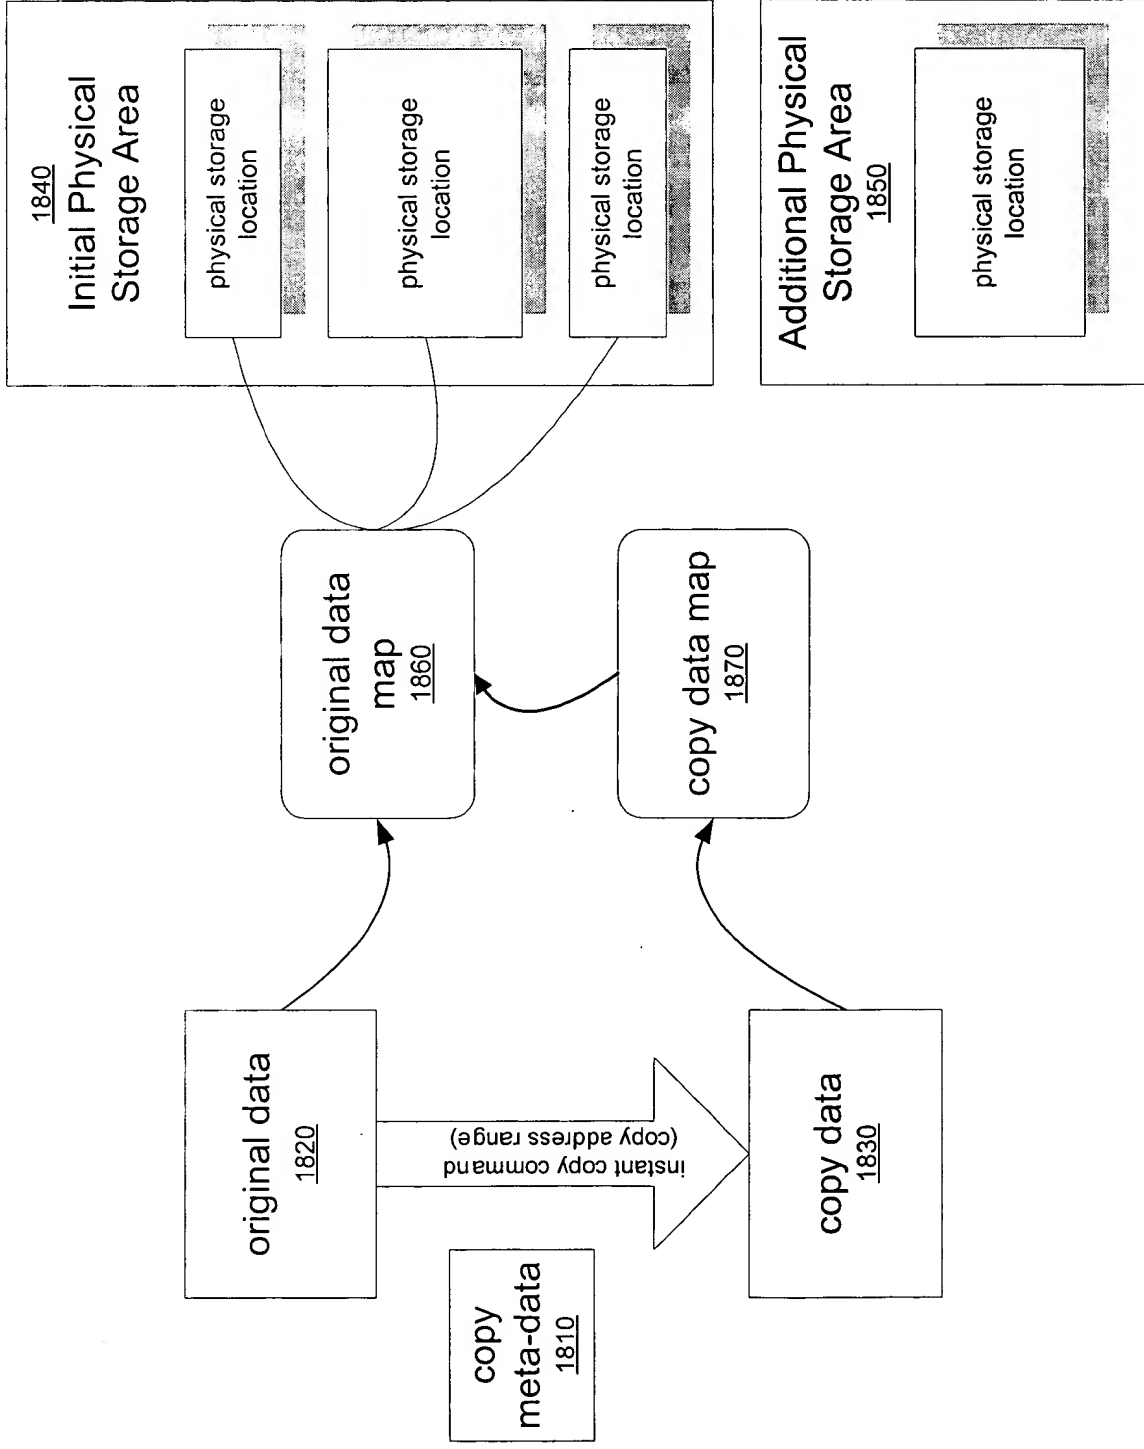 copy
meta-data
1810
original data
1820
instant copy command
(copy address range)
copy data
1830
original data
map
1860
copy data map
1870
1840
Initial Physical
Storage Area
physical storage
location
physical storage
location
physical storage
location
Additional Physical
Storage Area
1850
physical storage
location